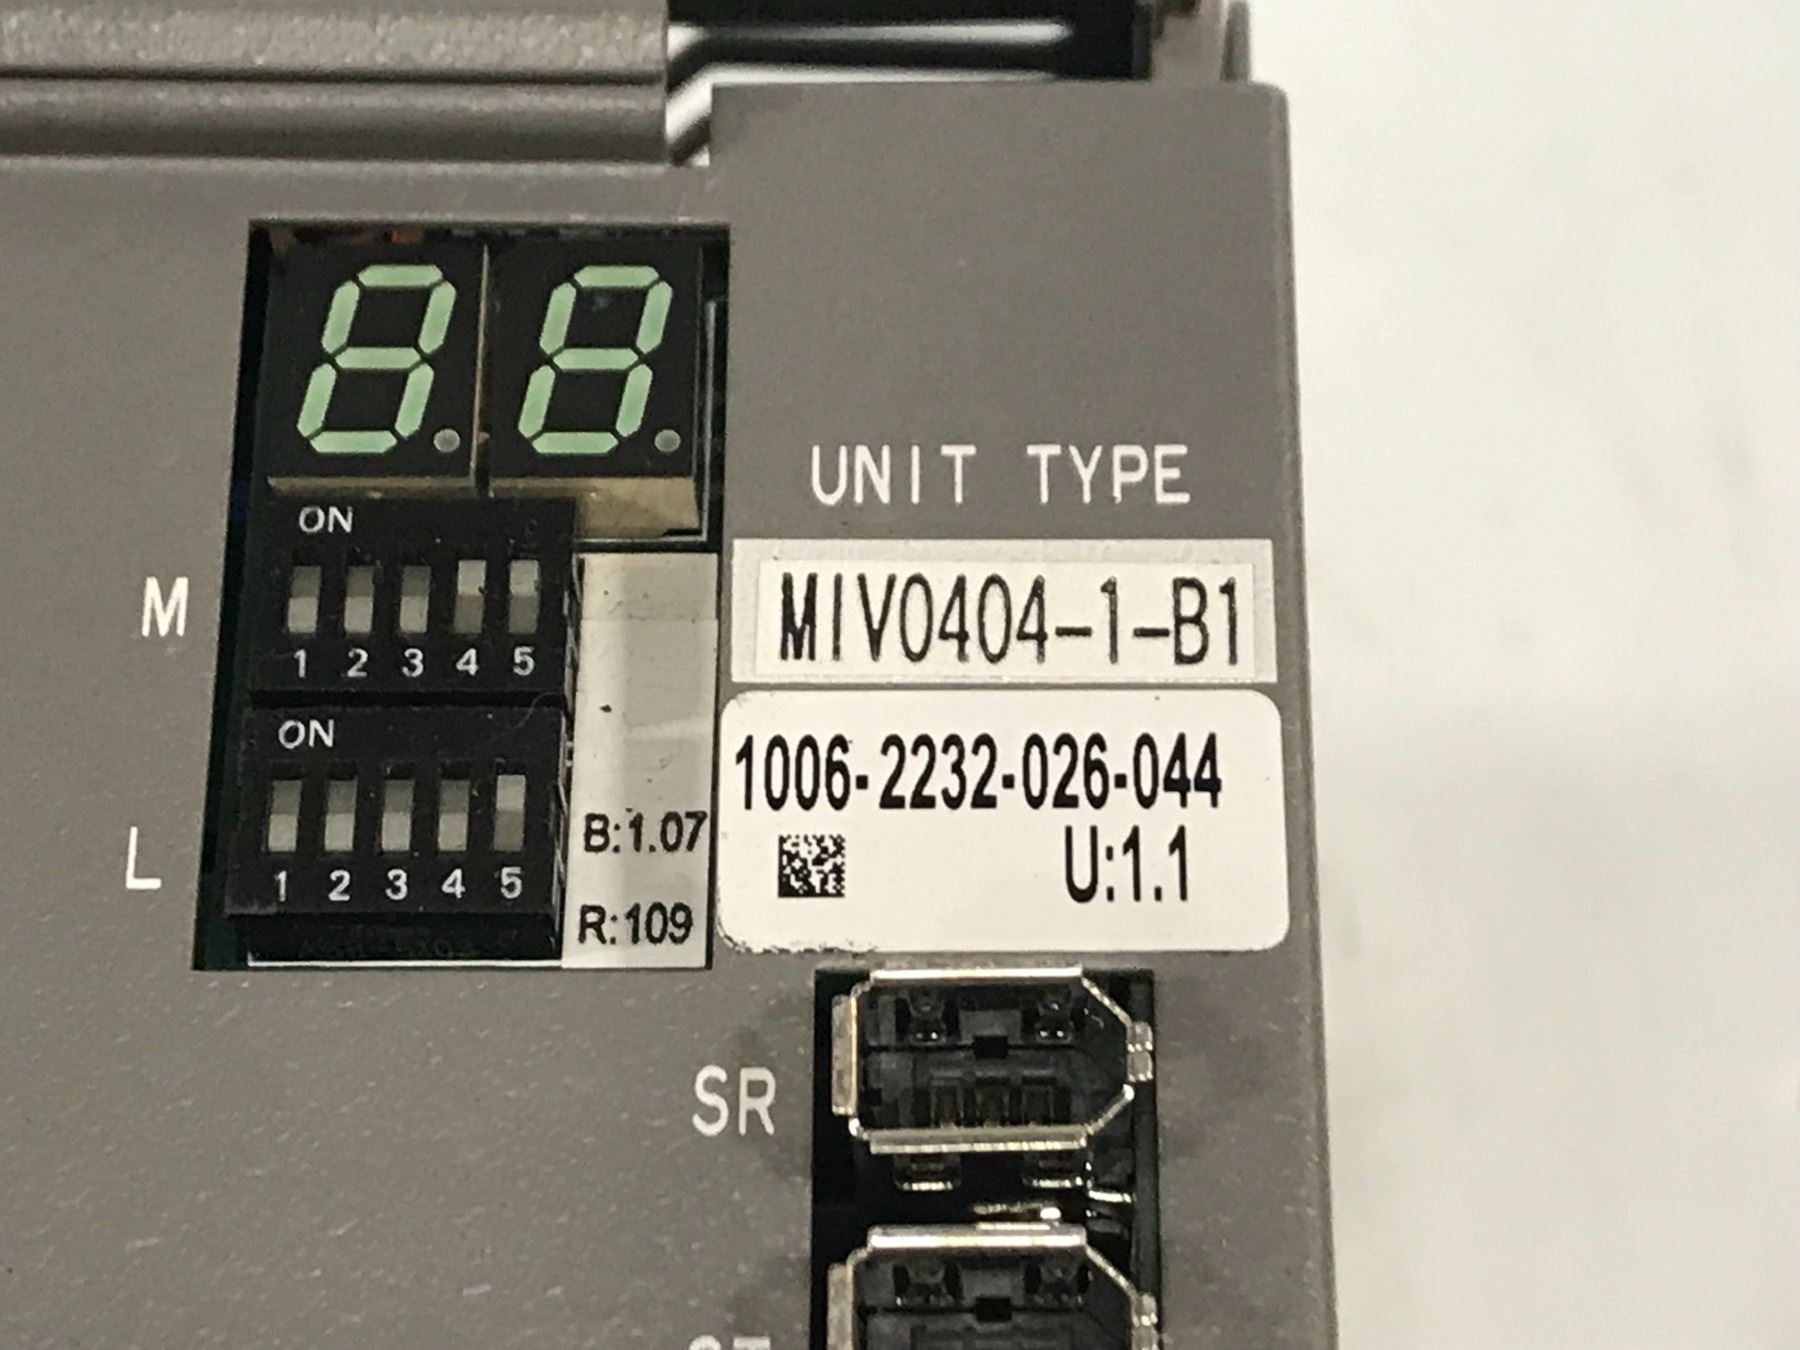 88
ON
M
1 2 3 4 5
ON
L
1 2 3 4 5
B:1.07
R:109
UNIT TYPE
MIV0404-1-B1
1006-2232-026-044
U:1.1
SR